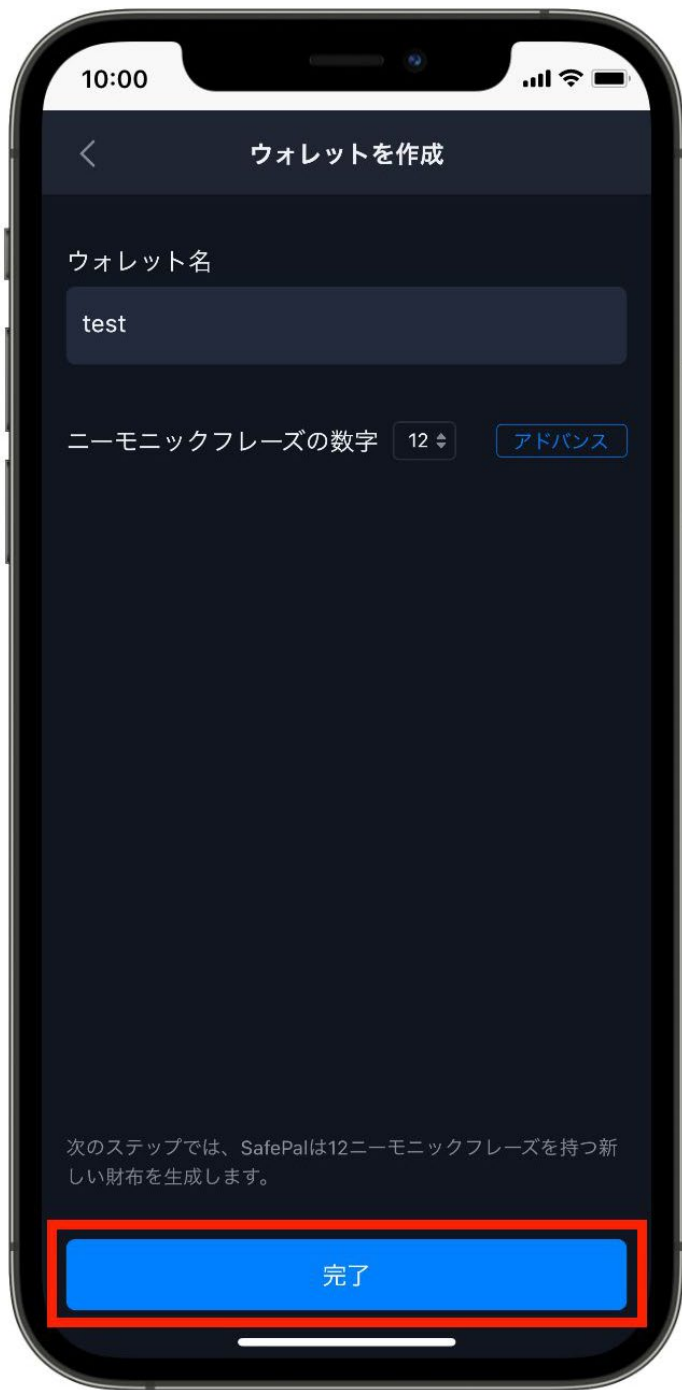 10:00
ウォレットを作成
ウォレット名
test
ニーモニックフレーズの数字 12 アドバンス
次のステップでは、SafePalは12ニーモニックフレーズを持つ新
しい財布を生成します。
完了